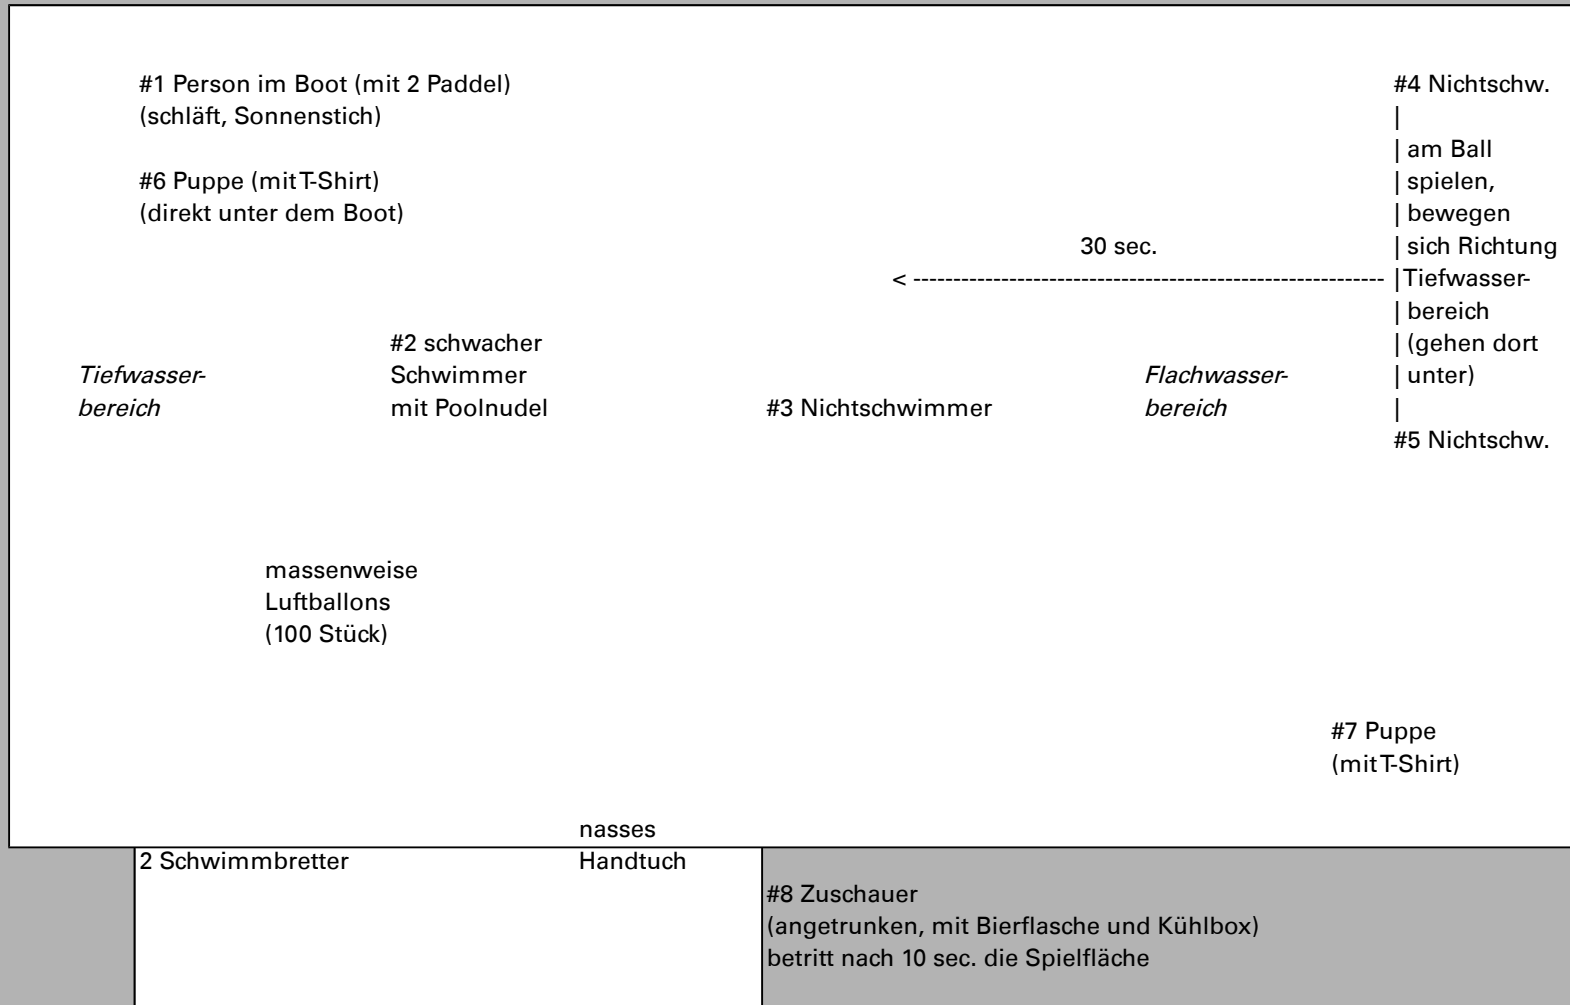 #1 Person im Boot (mit 2 Paddel)
(schläft, Sonnenstich)
#6 Puppe (mit T-Shirt)
(direkt unter dem Boot)
#4 Nichtschw.
|
| am Ball
| spielen,
| bewegen
| sich Richtung
| Tiefwasser-
| bereich
| (gehen dort
| unter)
|
#5 Nichtschw.
30 sec.
< -----------------------------------------------------------
#2 schwacher
Schwimmer
mit Poolnudel
Tiefwasser-
bereich
#3 Nichtschwimmer
Flachwasser-
bereich
massenweise
Luftballons
(100 Stück)
#7 Puppe
(mit T-Shirt)
2 Schwimmbretter
nasses
Handtuch
#8 Zuschauer
(angetrunken, mit Bierflasche und Kühlbox)
betritt nach 10 sec. die Spielfläche